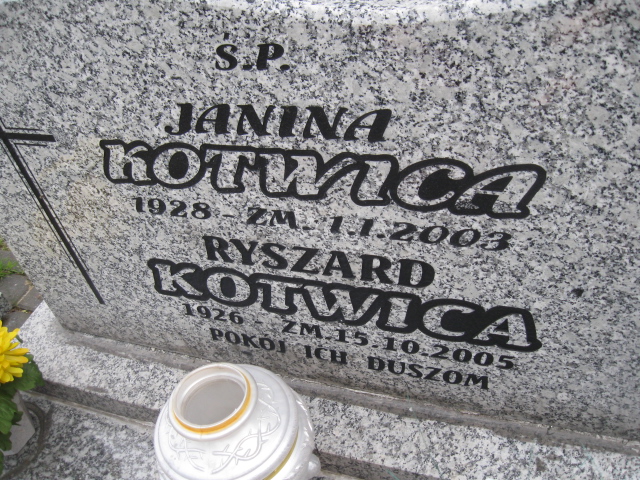 Ś.P.
JANINA
KOTWICA
1928 - ZM. 1.1.2003
RYSZARD
KOTWICA
1926 - ZM. 15.10.2005
POKÓJ ICH DUSZOM